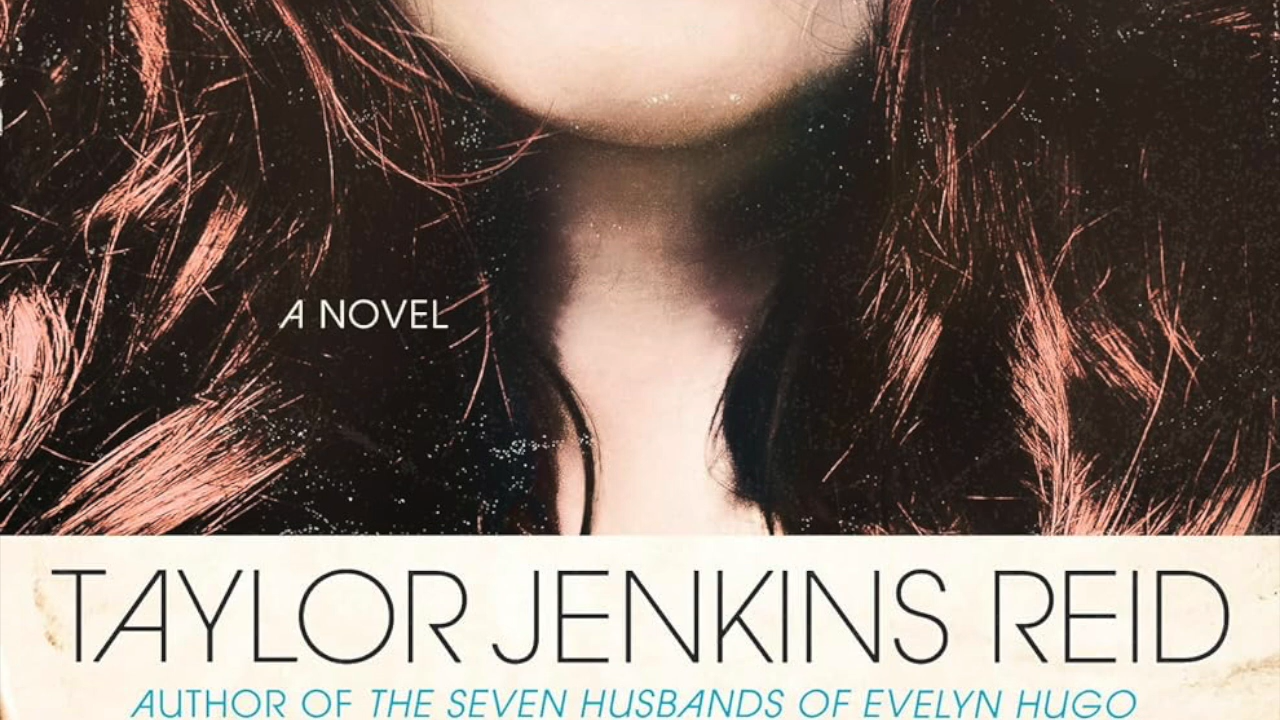 A NOVEL
TAYLOR JENKINS REID
AUTHOR OF THE SEVEN HUSBANDS OF EVELYN HUGO